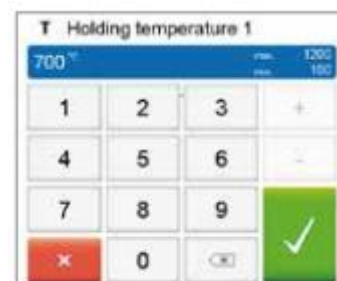 T Holding temperature 1
700 °C max. 1200
min. 100
1 2 3 +
4 5 6 -
7 8 9
0